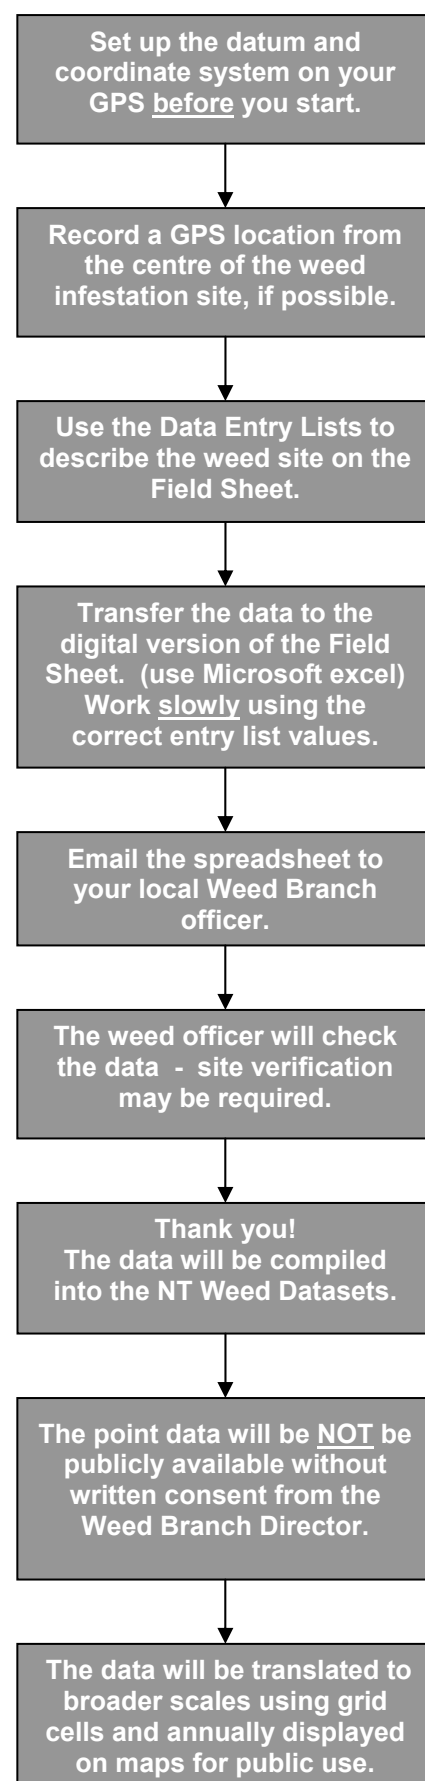 Set up the datum and
coordinate system on your
GPS before you start.
Record a GPS location from
the centre of the weed
infestation site, if possible.
Use the Data Entry Lists to
describe the weed site on the
Field Sheet.
Transfer the data to the
digital version of the Field
Sheet.  (use Microsoft excel)
Work slowly using the
correct entry list values.
Email the spreadsheet to
your local Weed Branch
officer.
The weed officer will check
the data  -  site verification
may be required.
Thank you!
The data will be compiled
into the NT Weed Datasets.
The point data will be NOT be
publicly available without
written consent from the
Weed Branch Director.
The data will be translated to
broader scales using grid
cells and annually displayed
on maps for public use.